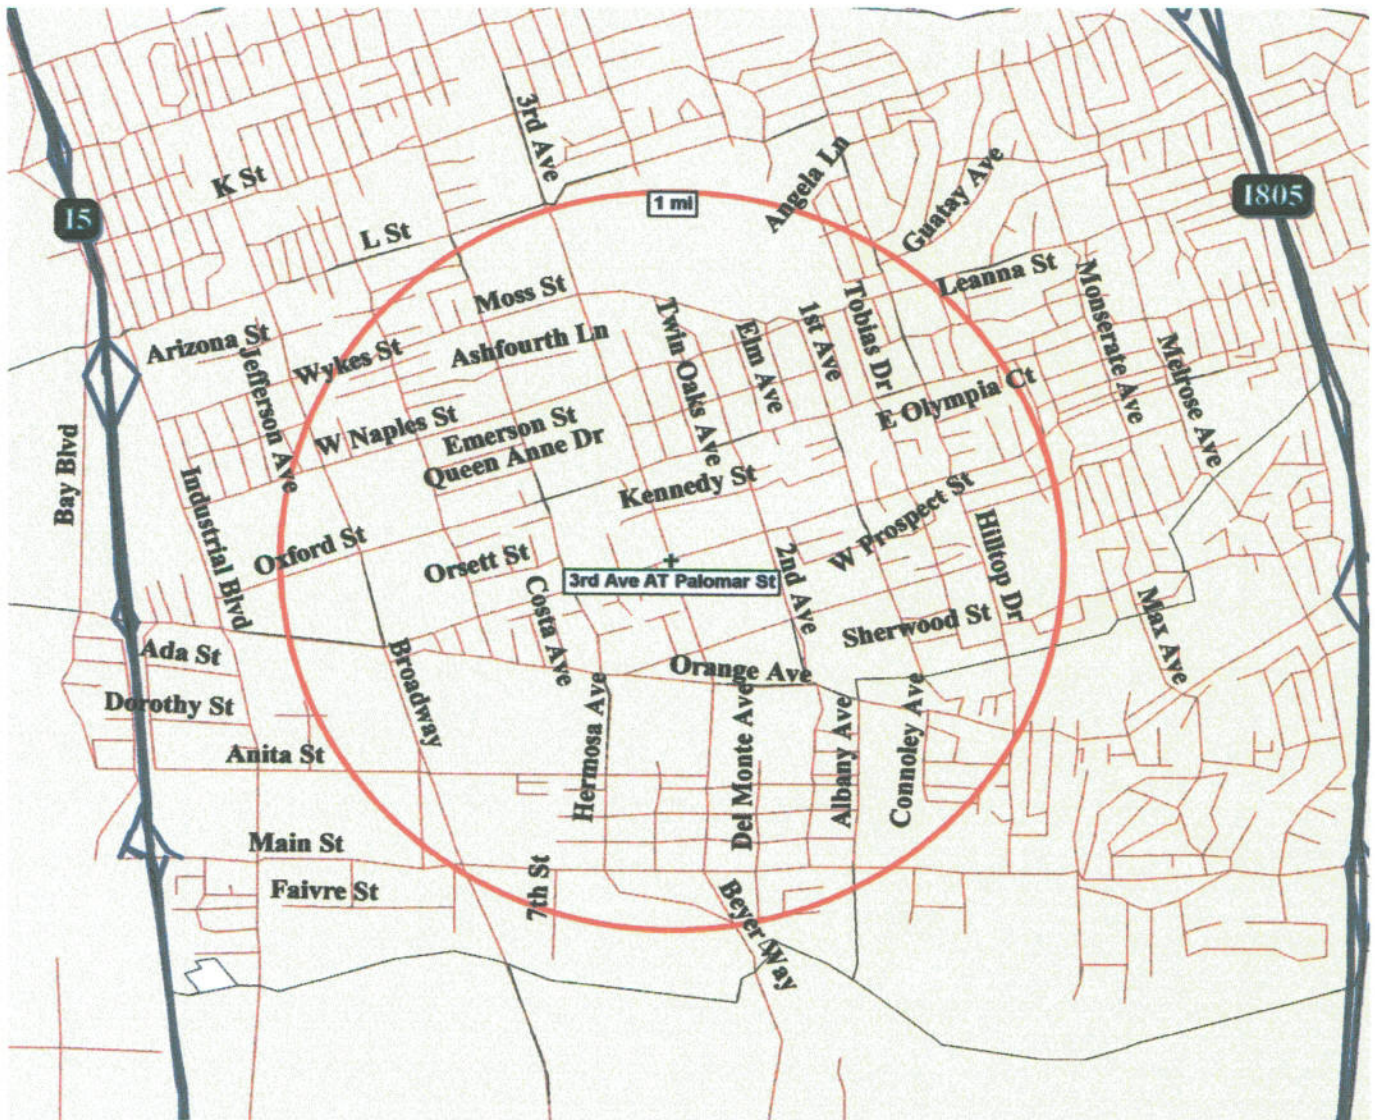 3rd Ave
K St
Angela Ln
Guatay Ave
I5
1 mi
I805
L St
Leanna St
Moss St
Monserate Ave
Tobias Dr
Twin Oaks Ave
1st Ave
Elm Ave
Arizona St
Jefferson Ave
Wykes St
Ashfourth Ln
Melrose Ave
E Olympia Ct
W Naples St
Emerson St
Queen Anne Dr
Bay Blvd
Industrial Blvd
Kennedy St
W Prospect St
Hilltop Dr
Oxford St
Orsett St
3rd Ave AT Palomar St
2nd Ave
Costa Ave
Max Ave
Sherwood St
Ada St
Broadway
Orange Ave
Dorothy St
Hermosa Ave
Del Monte Ave
Albany Ave
Connoley Ave
Anita St
Main St
Faivre St
7th St
Beyer Way